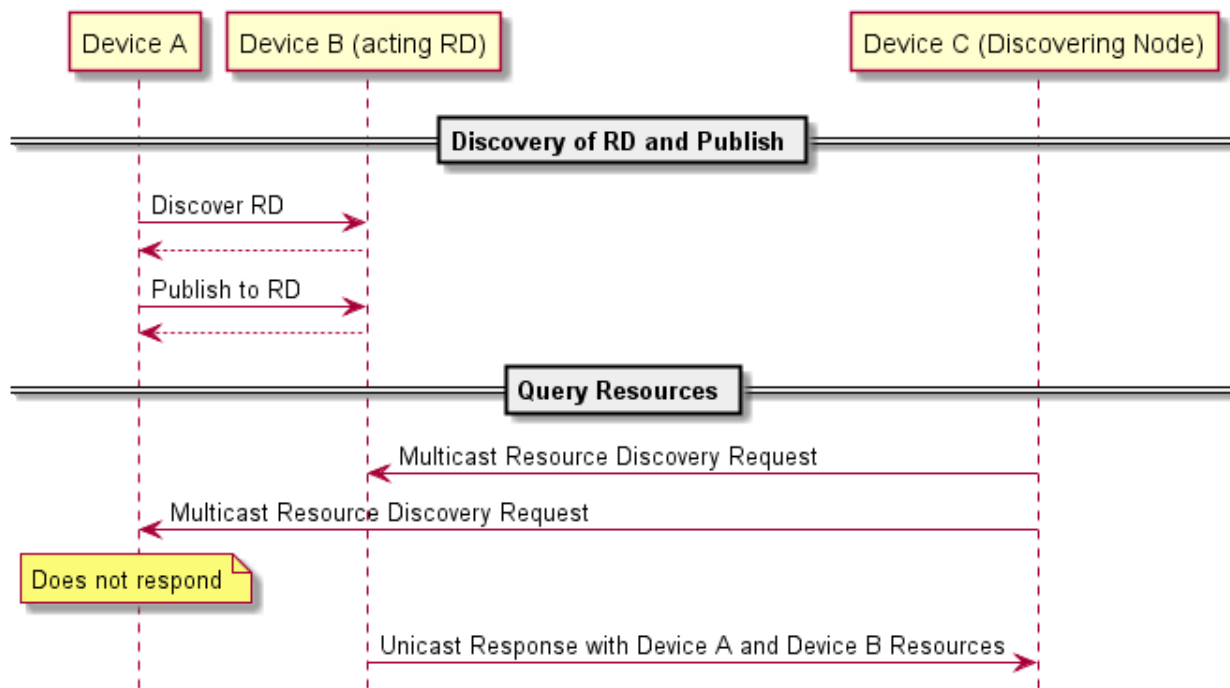 Device A
Device B (acting RD)
Device C (Discovering Node)
Discovery of RD and Publish
Discover RD
Publish to RD
Query Resources
Multicast Resource Discovery Request
Multicast Resource Discovery Request
Does not respond
Unicast Response with Device A and Device B Resources